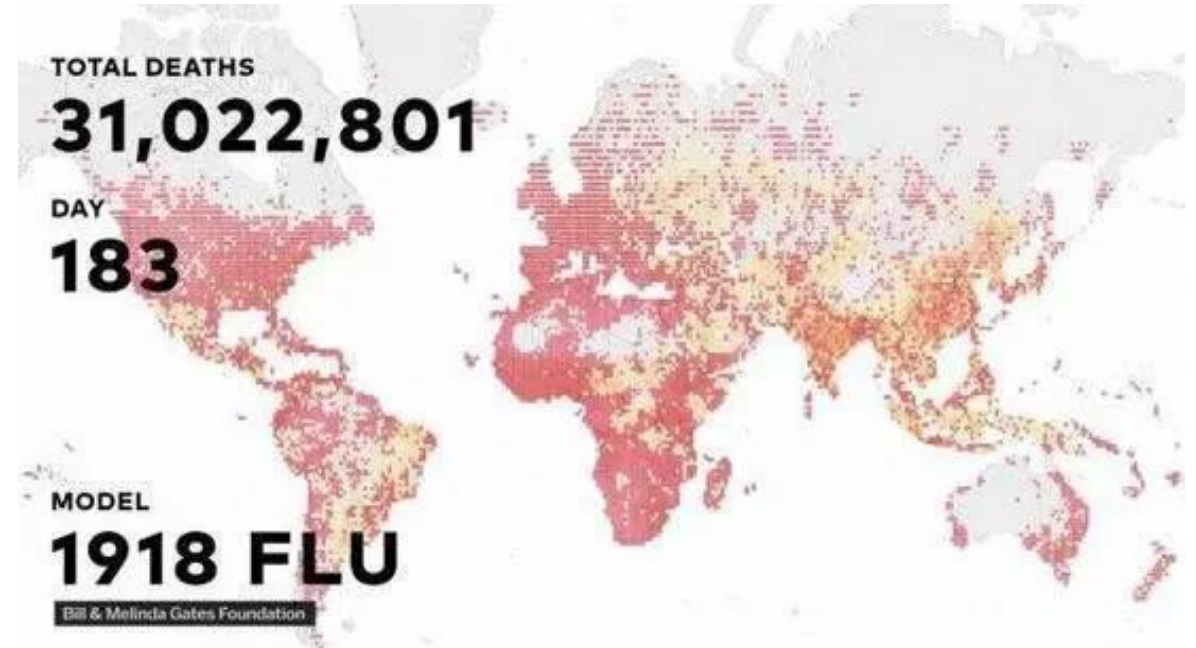 TOTAL DEATHS
31,022,801
DAY
183
MODEL
1918 FLU
Bill & Melinda Gates Foundation